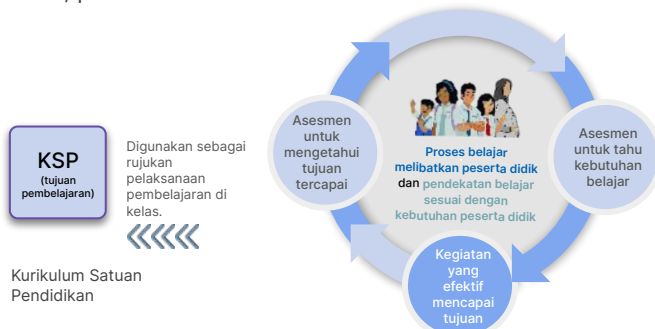 KSP
(tujuan
pembelajaran)
Digunakan sebagai
rujukan
pelaksanaan
pembelajaran di
kelas.
Kurikulum Satuan
Pendidikan
Asesmen
untuk
mengetahui
tujuan
tercapai
Proses belajar
melibatkan peserta didik
dan pendekatan belajar
sesuai dengan
kebutuhan peserta didik
Asesmen
untuk tahu
kebutuhan
belajar
Kegiatan
yang
efektif
mencapai
tujuan